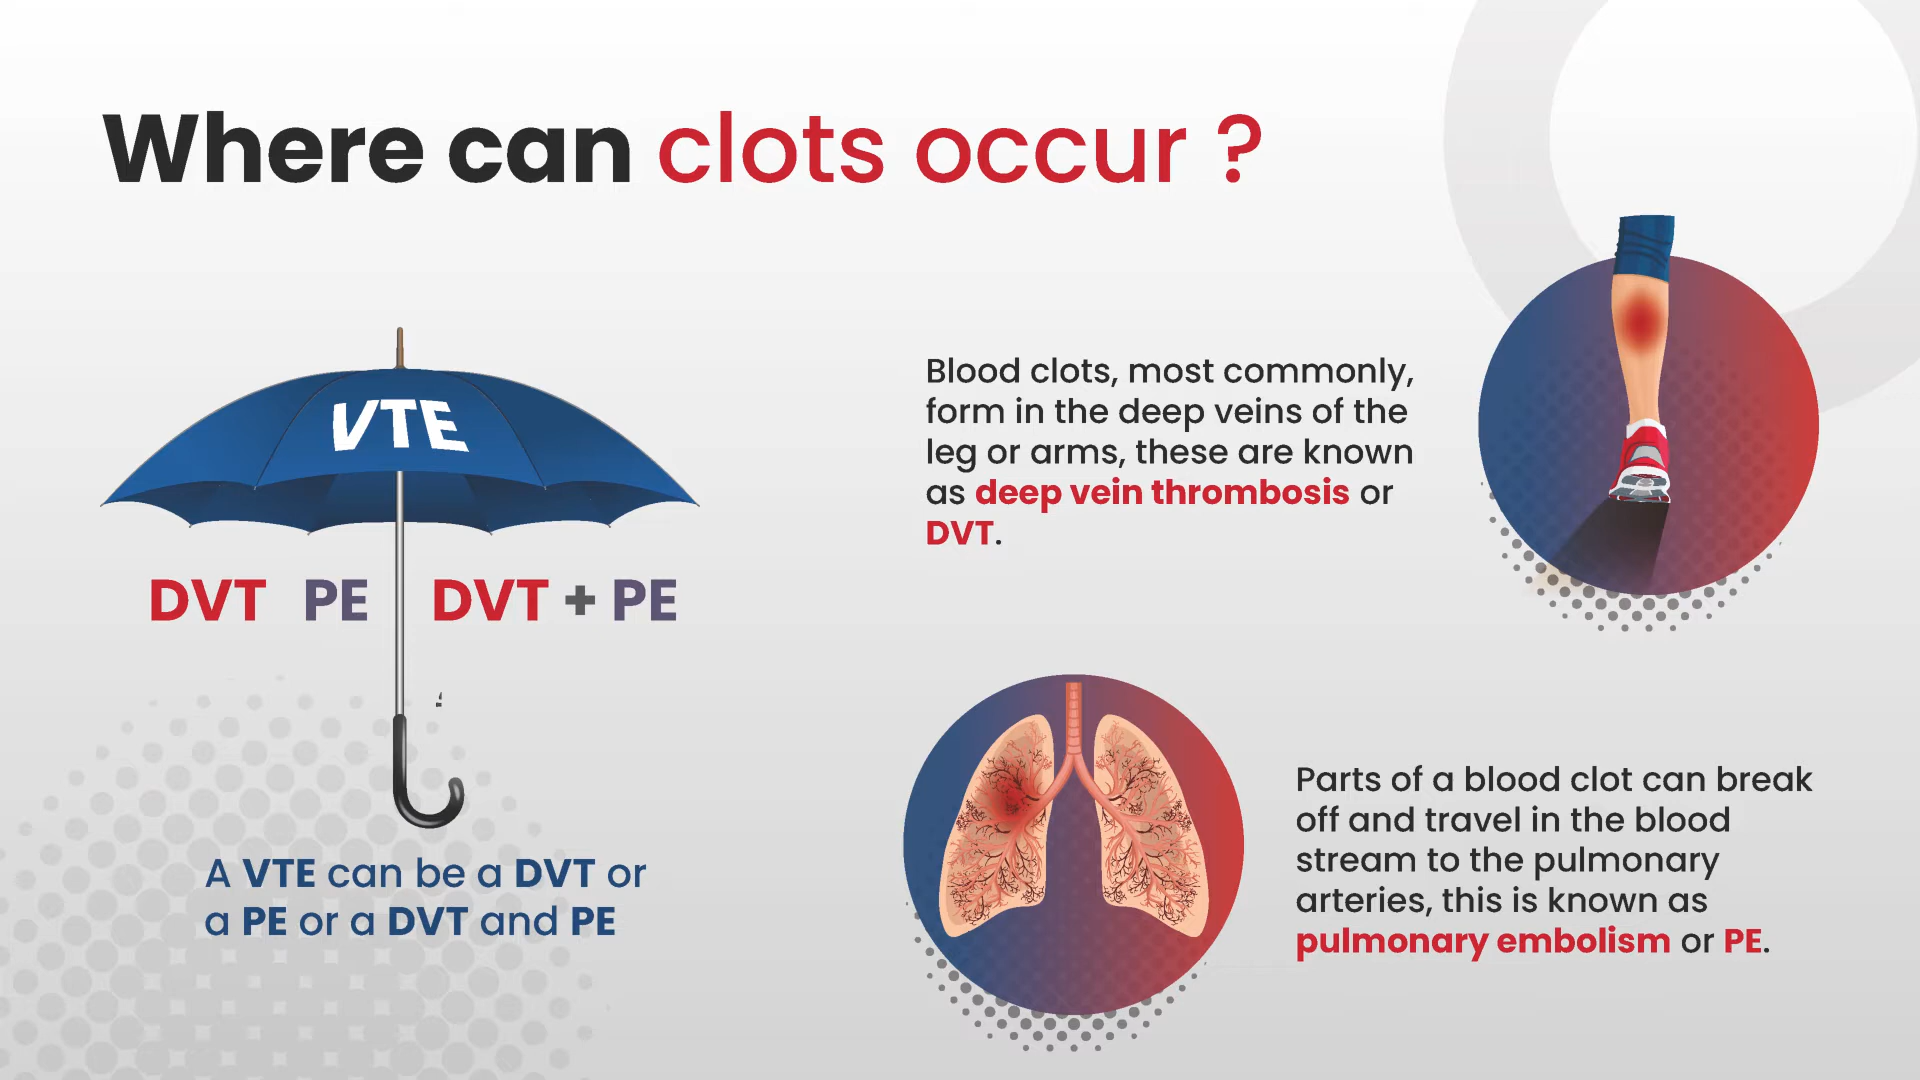 Where can clots occur ?
VTE
DVT PE DVT + PE
A VTE can be a DVT or
a PE or a DVT and PE
Blood clots, most commonly,
form in the deep veins of the
leg or arms, these are known
as deep vein thrombosis or
DVT.
Parts of a blood clot can break
off and travel in the blood
stream to the pulmonary
arteries, this is known as
pulmonary embolism or PE.